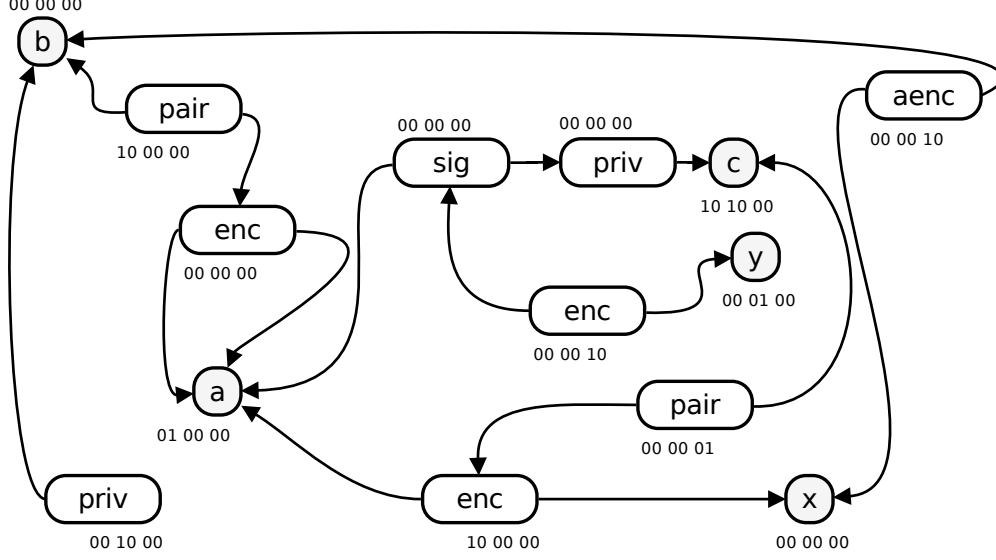 00 00 00
b
pair
10 00 00
aenc
00 00 10
00 00 00
sig
00 00 00
priv
c
10 10 00
enc
00 00 00
y
00 01 00
enc
00 00 10
a
01 00 00
pair
00 00 01
priv
00 10 00
enc
10 00 00
x
00 00 00